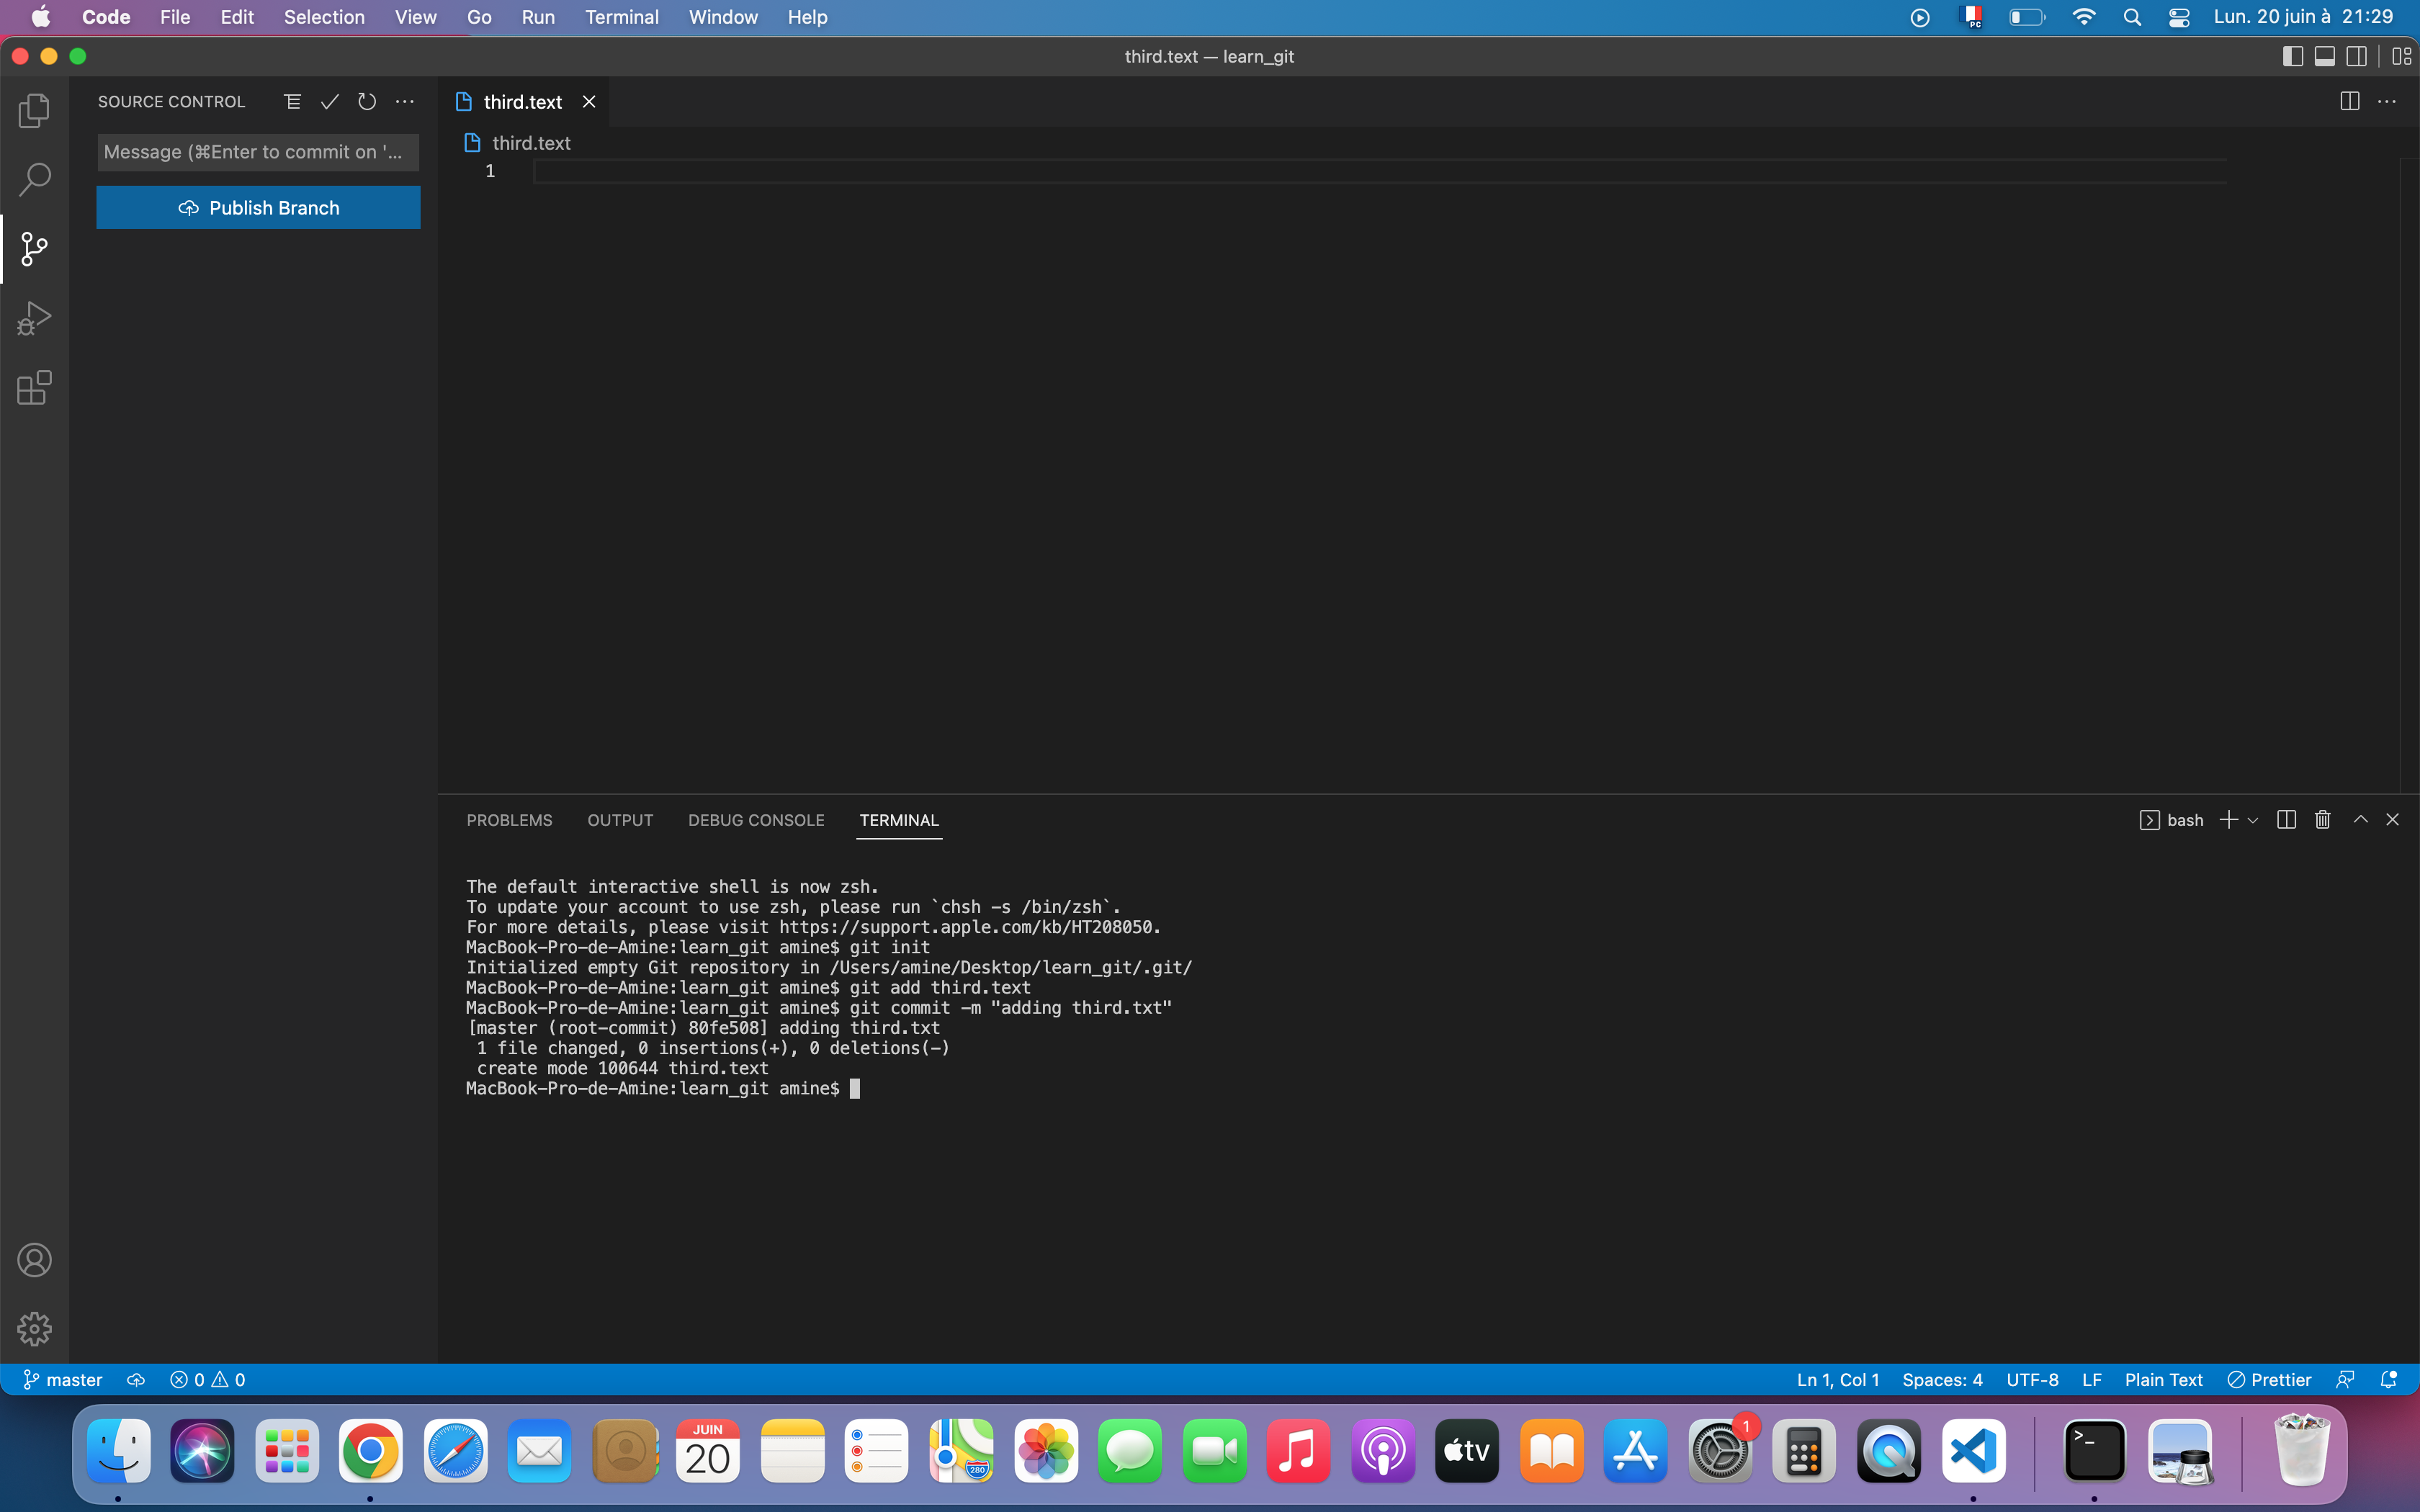 Code File Edit Selection View Go Run Terminal Window Help
PC
Lun. 20 juin à 21:29
third.text — learn_git
SOURCE CONTROL
Message (⌘Enter to commit on '...
Publish Branch
third.text
third.text
1
PROBLEMS OUTPUT DEBUG CONSOLE TERMINAL
bash
The default interactive shell is now zsh.
To update your account to use zsh, please run `chsh -s /bin/zsh`.
For more details, please visit https://support.apple.com/kb/HT208050.
MacBook-Pro-de-Amine:learn_git amine$ git init
Initialized empty Git repository in /Users/amine/Desktop/learn_git/.git/
MacBook-Pro-de-Amine:learn_git amine$ git add third.text
MacBook-Pro-de-Amine:learn_git amine$ git commit -m "adding third.txt"
[master (root-commit) 80fe508] adding third.txt
1 file changed, 0 insertions(+), 0 deletions(-)
create mode 100644 third.text
MacBook-Pro-de-Amine:learn_git amine$
master 0 0 Ln 1, Col 1 Spaces: 4 UTF-8 LF Plain Text Prettier
JUIN
20
280
tv
1
>_